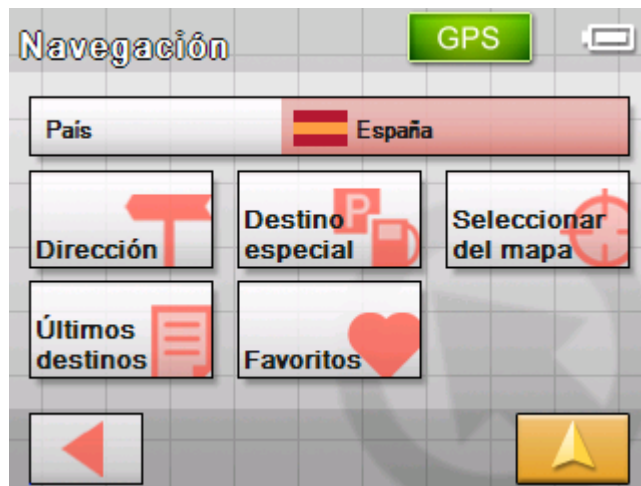 Navegación
GPS
País
España
Dirección
Destino
especial
P
Seleccionar
del mapa
Últimos
destinos
Favoritos